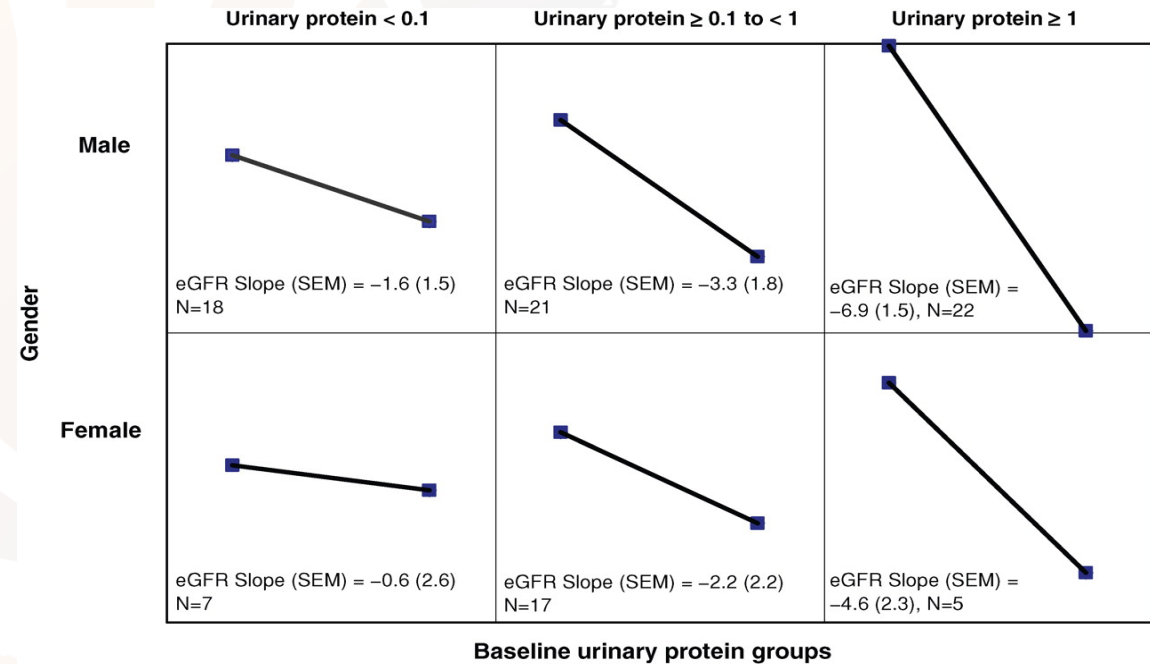 Urinary protein < 0.1
Urinary protein ≥ 0.1 to < 1
Urinary protein ≥ 1
Gender
Male
eGFR Slope (SEM) = −1.6 (1.5)
N=18
eGFR Slope (SEM) = −3.3 (1.8)
N=21
eGFR Slope (SEM) =
−6.9 (1.5), N=22
Female
eGFR Slope (SEM) = −0.6 (2.6)
N=7
eGFR Slope (SEM) = −2.2 (2.2)
N=17
eGFR Slope (SEM) =
−4.6 (2.3), N=5
Baseline urinary protein groups